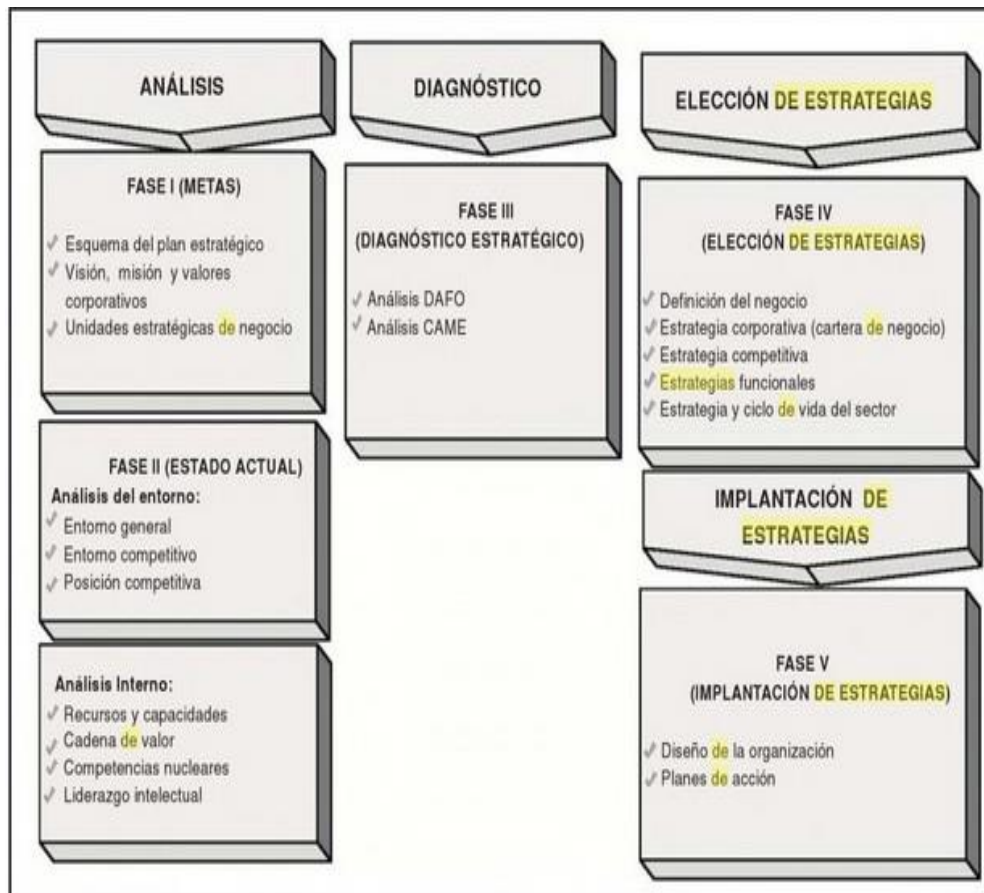 ANÁLISIS
FASE I (METAS)
Esquema del plan estratégico
Visión, misión y valores
corporativos
Unidades estratégicas de negocio
FASE II (ESTADO ACTUAL)
Análisis del entorno:
Entorno general
Entorno competitivo
Posición competitiva
Análisis Interno:
Recursos y capacidades
Cadena de valor
Competencias nucleares
Liderazgo intelectual
DIAGNÓSTICO
FASE III
(DIAGNÓSTICO ESTRATÉGICO)
Análisis DAFO
Análisis CAME
ELECCIÓN DE ESTRATEGIAS
FASE IV
(ELECCIÓN DE ESTRATEGIAS)
Definición del negocio
Estrategia corporativa (cartera de negocio)
Estrategia competitiva
Estrategias funcionales
Estrategia y ciclo de vida del sector
IMPLANTACIÓN DE
ESTRATEGIAS
FASE V
(IMPLANTACIÓN DE ESTRATEGIAS)
Diseño de la organización
Planes de acción